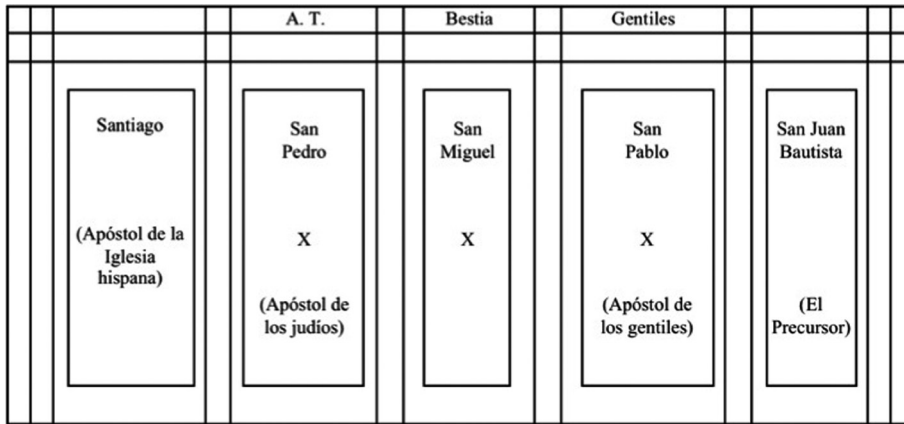 A. T. Bestia Gentiles
Santiago
(Apóstol de la
Iglesia
hispana)
San
Pedro
X
(Apóstol de
los judíos)
San
Miguel
X
San
Pablo
X
(Apóstol de
los gentiles)
San Juan
Bautista
(El
Precursor)